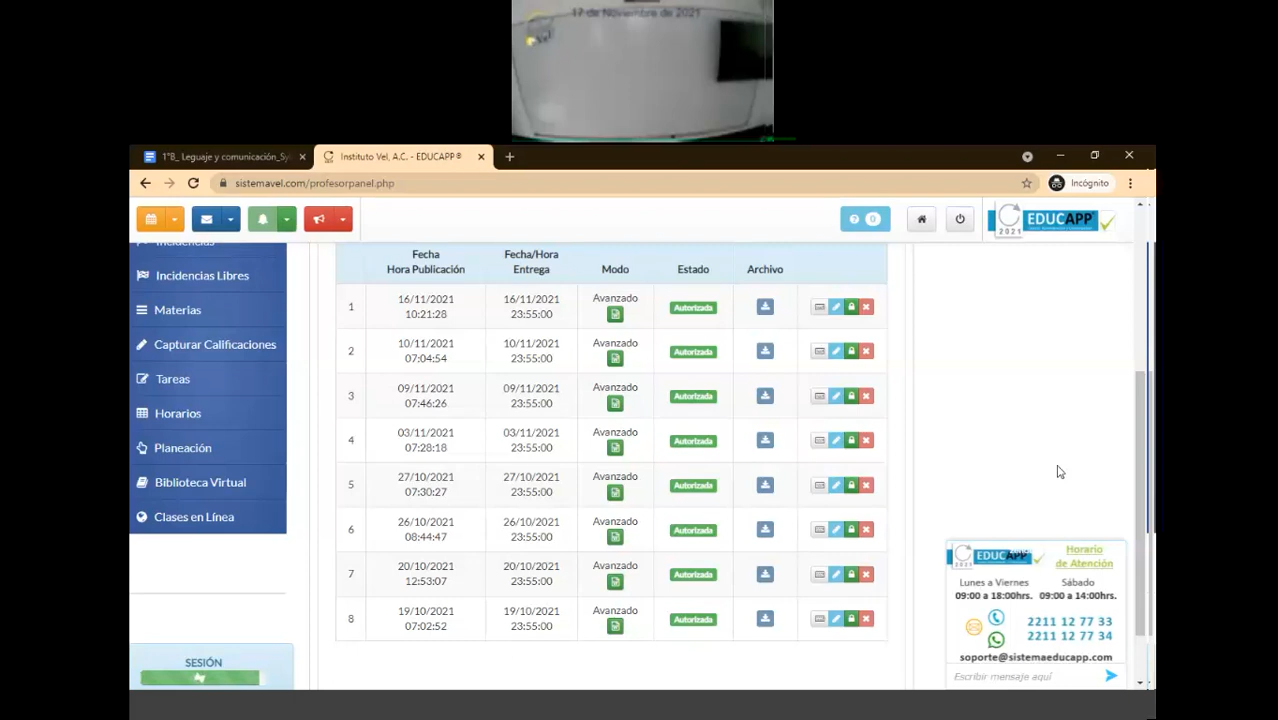 17 de Noviembre de 2021
1°B_ Leguaje y comunicación_Sy
Instituto Vel, A.C. - EDUCAPP®
sistemavel.com/profesorpanel.php
Incógnito
0
2021
EDUCAPP
Incidencias
Incidencias Libres
Materias
Capturar Calificaciones
Tareas
Horarios
Planeación
Biblioteca Virtual
Clases en Línea
SESIÓN
Fecha
Hora Publicación
Fecha/Hora
Entrega
Modo
Estado
Archivo
1
16/11/2021
10:21:28
16/11/2021
23:55:00
Avanzado
Autorizada
2
10/11/2021
07:04:54
10/11/2021
23:55:00
Avanzado
Autorizada
3
09/11/2021
07:46:26
09/11/2021
23:55:00
Avanzado
Autorizada
4
03/11/2021
07:28:18
03/11/2021
23:55:00
Avanzado
Autorizada
5
27/10/2021
07:30:27
27/10/2021
23:55:00
Avanzado
Autorizada
6
26/10/2021
08:44:47
26/10/2021
23:55:00
Avanzado
Autorizada
7
20/10/2021
12:53:07
20/10/2021
23:55:00
Avanzado
Autorizada
8
19/10/2021
07:02:52
19/10/2021
23:55:00
Avanzado
Autorizada
2021
EDUCAPP
Horario
de Atención
Lunes a Viernes
09:00 a 18:00hrs.
Sábado
09:00 a 14:00hrs.
2211 12 77 33
2211 12 77 34
soporte@sistemaeducapp.com
Escribir mensaje aquí